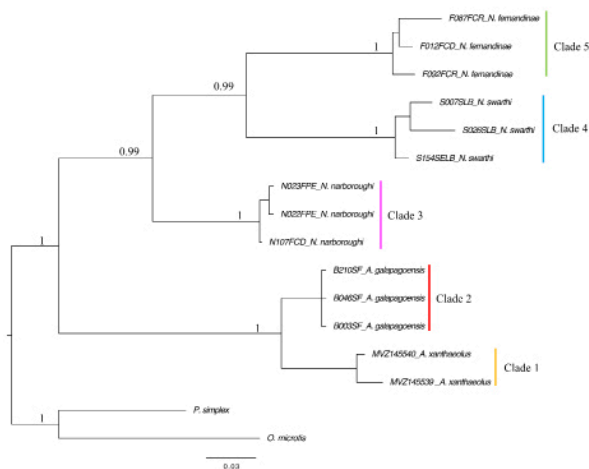 F087FCR_N. fernandinae
1
F012FCD_N. fernandinae
Clade 5
F092FCR_N. fernandinae
0.99
S007SLB_N. swarthi
1
S026SLB_N. swarthi
Clade 4
S154SELB_N. swarthi
0.99
N023FPE_N. narboroughi
1
N022FPE_N. narboroughi
Clade 3
N107FCD_N. narboroughi
1
B210SF_A. galapagoensis
B046SF_A. galapagoensis
Clade 2
1
B003SF_A. galapagoensis
MVZ145540_A. xanthaeolus
Clade 1
MVZ145539_A. xanthaeolus
P. simplex
1
O. microtis
0.03